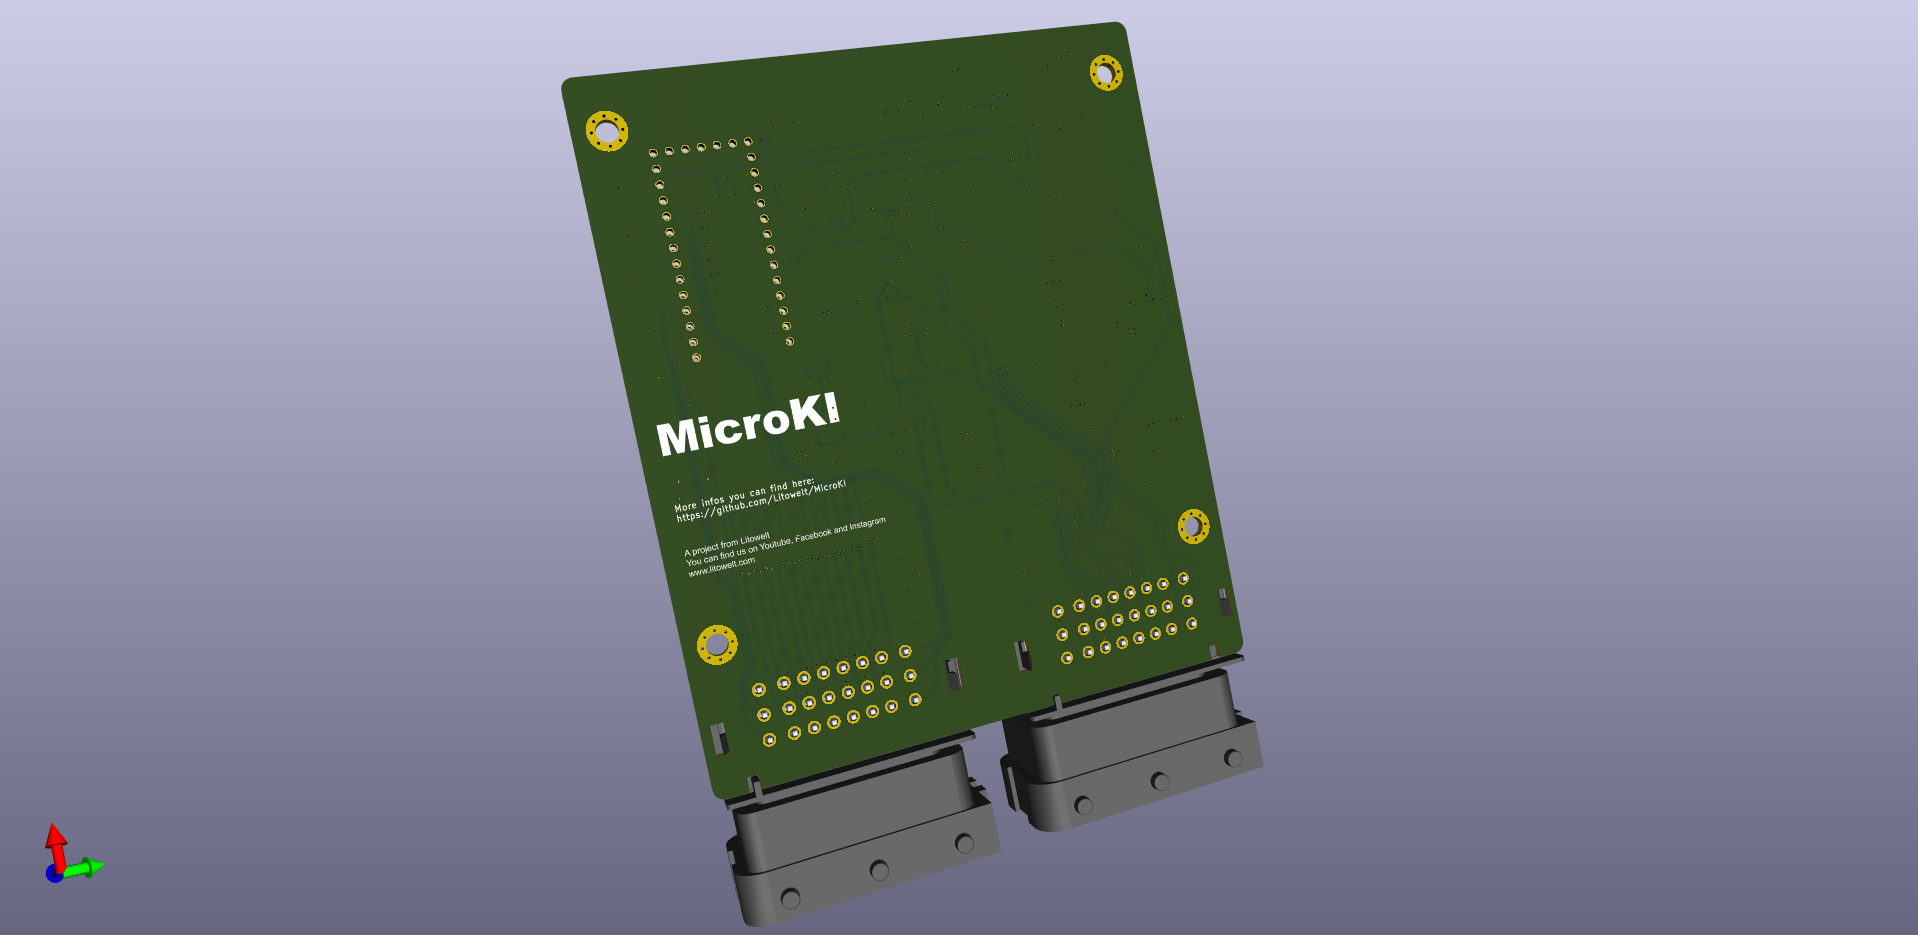 MicroKI
More infos you can find here:
https://github.com/Litowelt/MicroKI
A project from Litowelt
You can find us on Youtube, Facebook and Instagram
www.litowelt.com